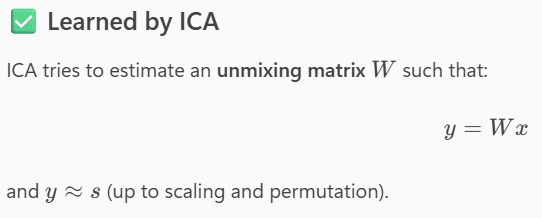 ✅ Learned by ICA
ICA tries to estimate an unmixing matrix W such that:
y = Wx
and y ≈ s (up to scaling and permutation).